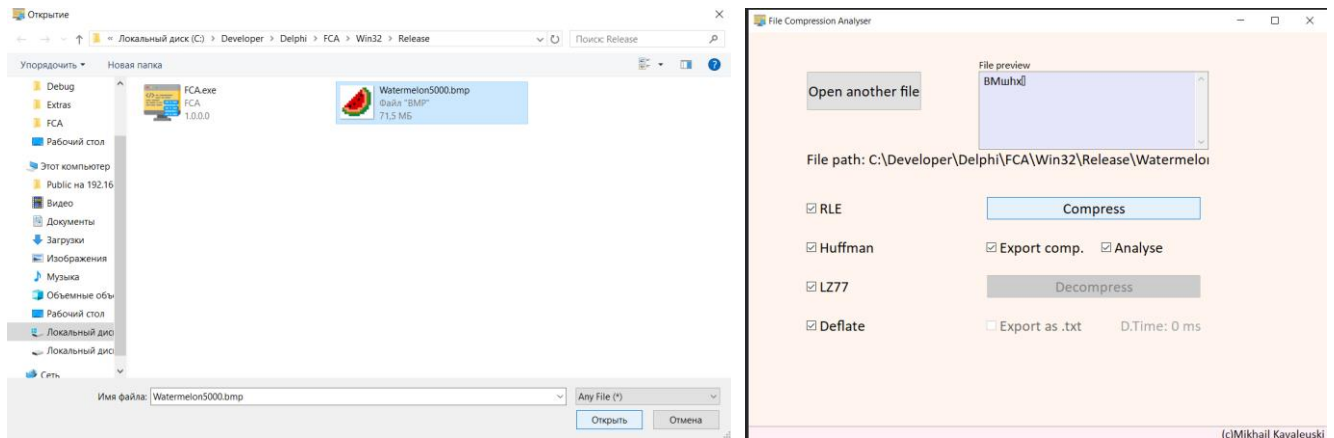 Открытие
« Локальный диск (C:) > Developer > Delphi > FCA > Win32 > Release
Поиск: Release
Упорядочить
Новая папка
Debug
Extras
FCA
Рабочий стол
Этот компьютер
Public на 192.16
Видео
Документы
Загрузки
Изображения
Музыка
Объемные объ
Рабочий стол
Локальный дис
Локальный дис
Сеть
FCA.exe
FCA
1.0.0.0
Watermelon5000.bmp
Файл "BMP"
71,5 МБ
Имя файла: Watermelon5000.bmp
Any File (*)
Открыть
Отмена
File Compression Analyser
Open another file
File preview
BMшhx
File path: C:\Developer\Delphi\FCA\Win32\Release\Watermelo
RLE
Compress
Huffman
Export comp.
Analyse
LZ77
Decompress
Deflate
Export as .txt
D.Time: 0 ms
(c)Mikhail Kavaleuski